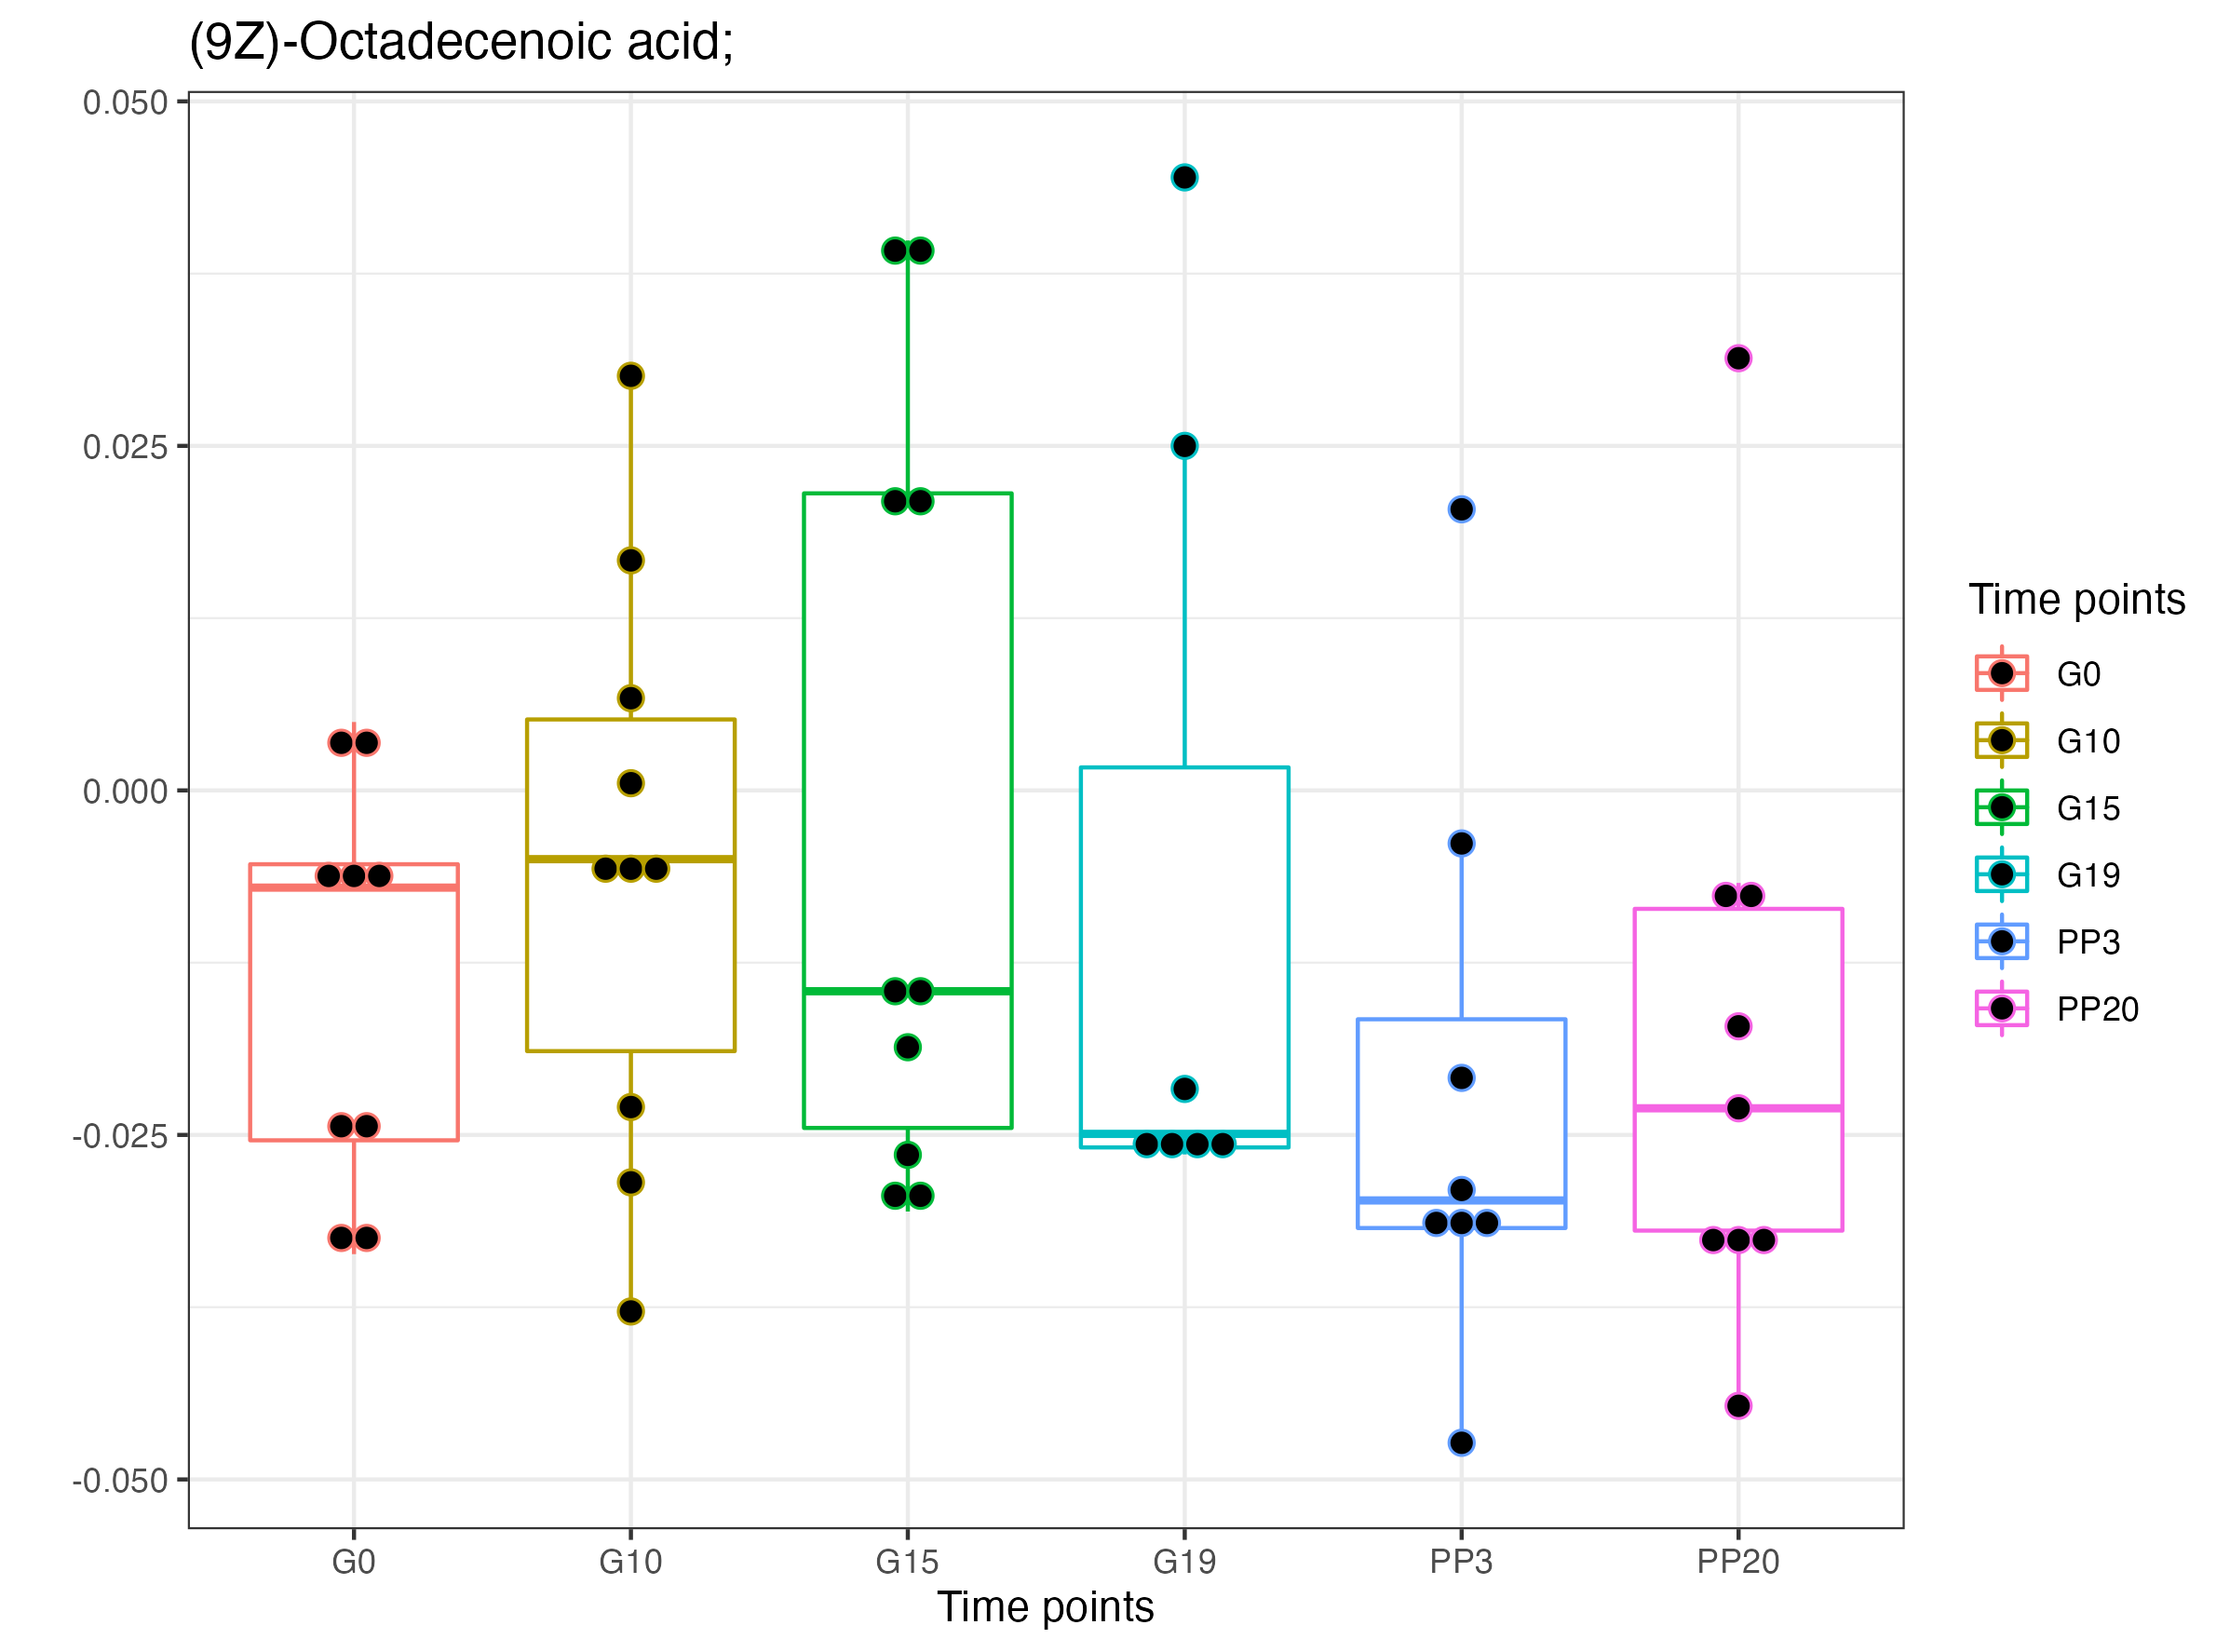 (9Z)-Octadecenoic acid;
0.050
0.025
0.000
-0.025
-0.050
G0 G10 G15 G19 PP3 PP20
Time points
Time points
G0
G10
G15
G19
PP3
PP20